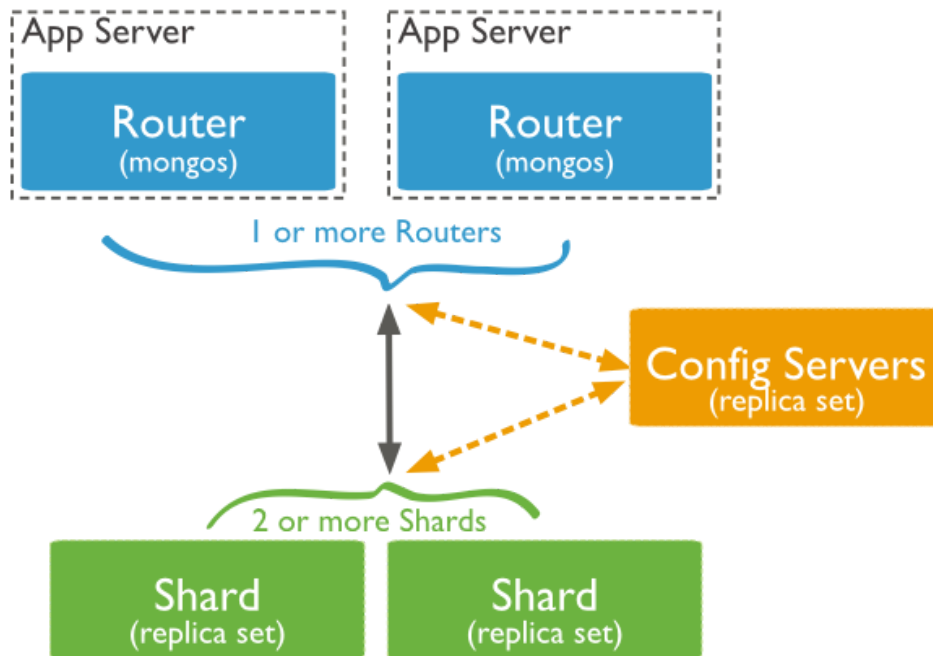 App Server
App Server
Router
(mongos)
Router
(mongos)
1 or more Routers
Config Servers
(replica set)
2 or more Shards
Shard
(replica set)
Shard
(replica set)